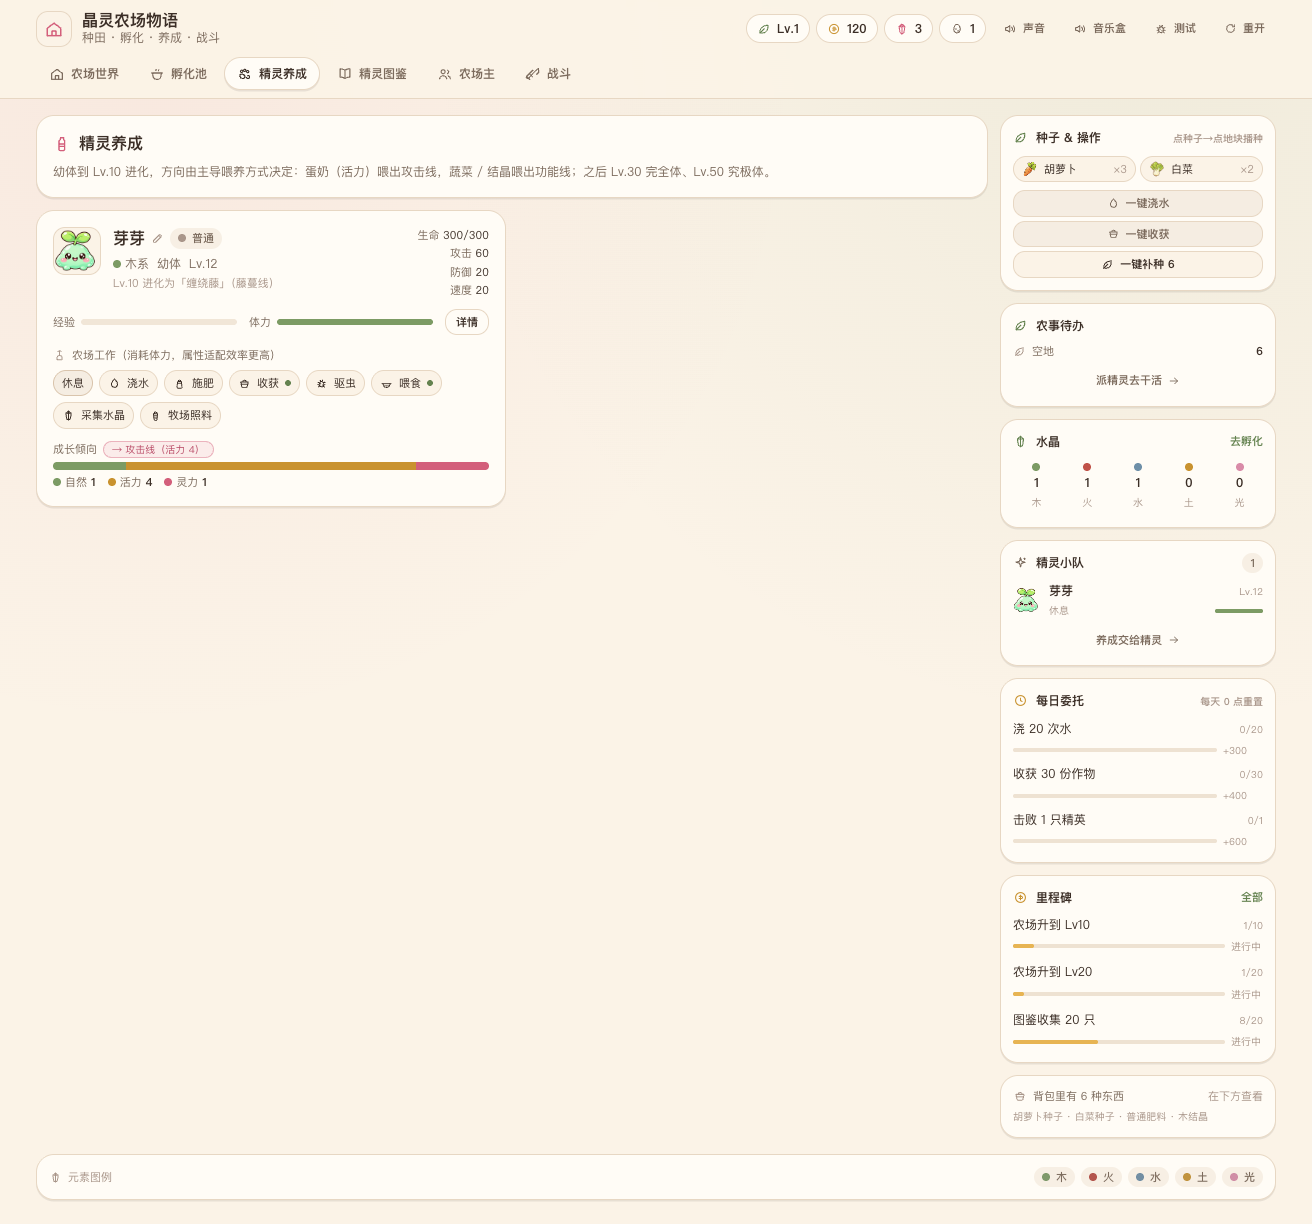 晶灵农场物语
种田 · 孵化 · 养成 · 战斗
Lv.1
120
3
1
声音
音乐盒
测试
重开
农场世界
孵化池
精灵养成
精灵图鉴
农场主
战斗
精灵养成
幼体到 Lv.10 进化，方向由主导喂养方式决定：蛋奶（活力）喂出攻击线，蔬菜 / 结晶喂出功能线；之后 Lv.30 完全体、Lv.50 究极体。
芽芽
普通
木系 幼体 Lv.12
Lv.10 进化为「缠绕藤」（藤蔓线）
生命 300/300
攻击 60
防御 20
速度 20
经验
体力
详情
农场工作（消耗体力，属性适配效率更高）
休息
浇水
施肥
收获
驱虫
喂食
采集水晶
牧场照料
成长倾向
→ 攻击线（活力 4）
自然 1
活力 4
灵力 1
种子 & 操作
点种子→点地块播种
胡萝卜 ×3
白菜 ×2
一键浇水
一键收获
一键补种 6
农事待办
空地 6
派精灵去干活 →
水晶
去孵化
1 1 1 0 0
木 火 水 土 光
精灵小队 1
芽芽 Lv.12
休息
养成交给精灵 →
每日委托
每天 0 点重置
浇 20 次水 0/20
+300
收获 30 份作物 0/30
+400
击败 1 只精英 0/1
+600
里程碑
全部
农场升到 Lv10 1/10
进行中
农场升到 Lv20 1/20
进行中
图鉴收集 20 只 8/20
进行中
背包里有 6 种东西
在下方查看
胡萝卜种子 · 白菜种子 · 普通肥料 · 木结晶
元素图例
木 火 水 土 光